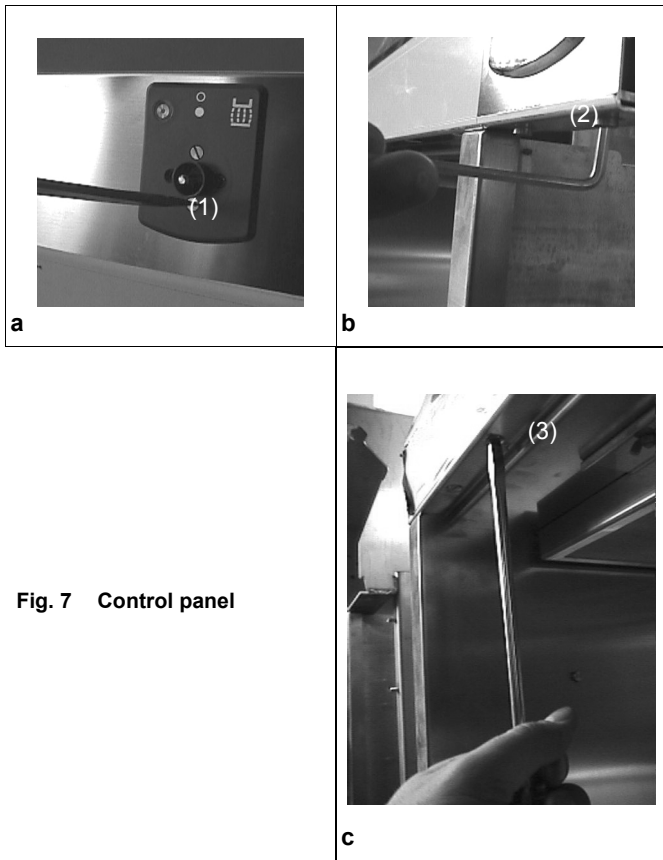 (1)
a
(2)
b
Fig. 7 Control panel
(3)
c